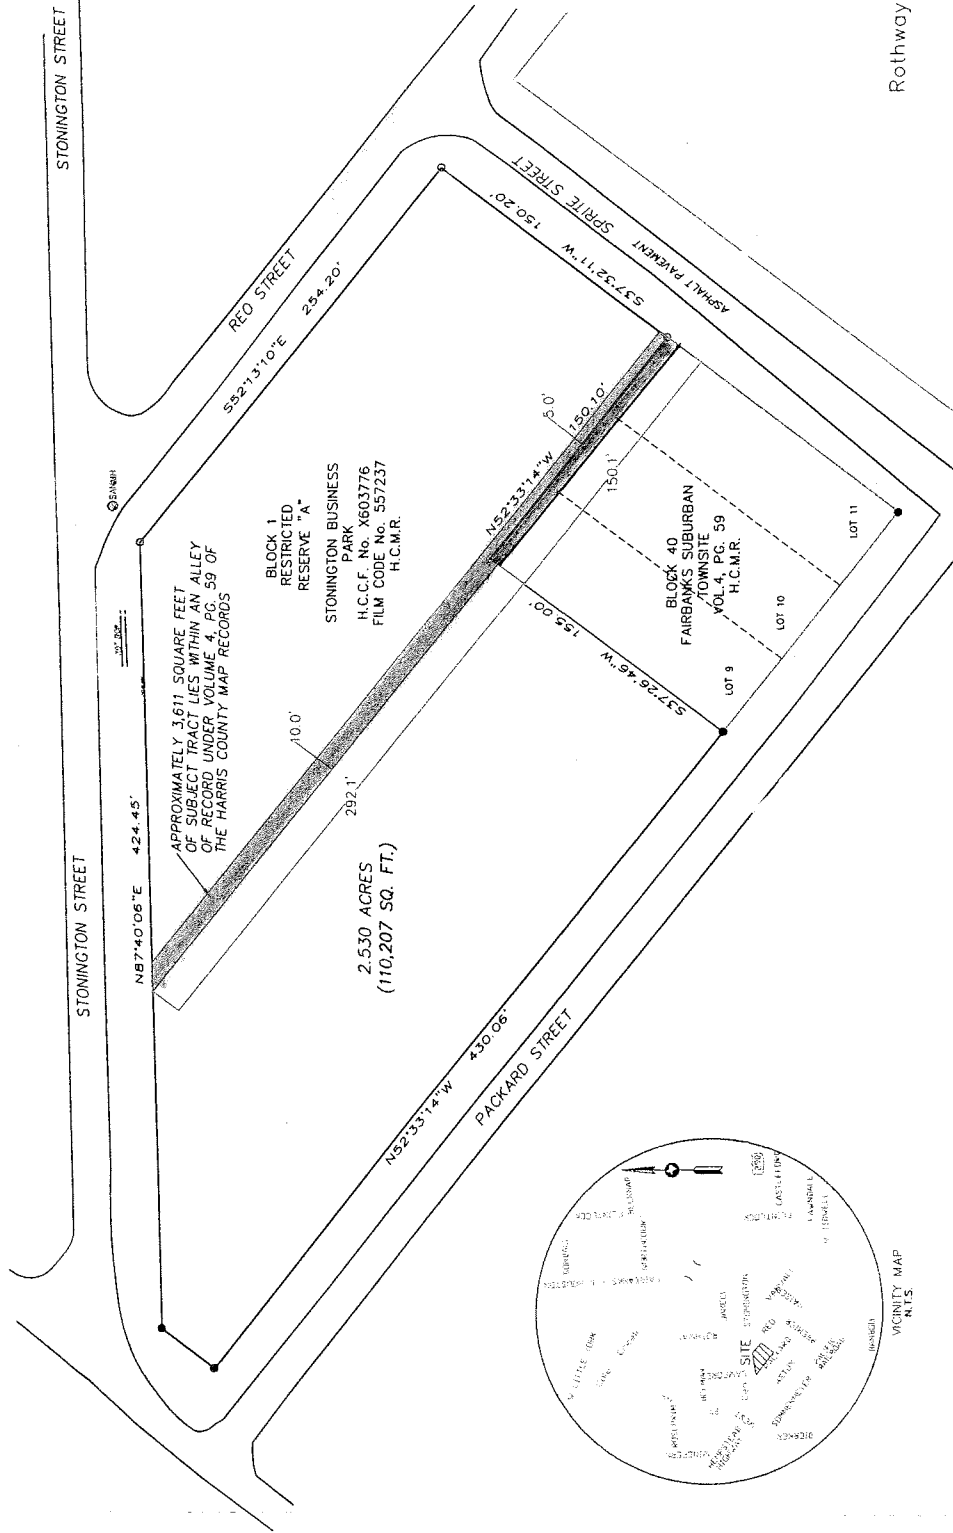 STONINGTON STREET
STONINGTON STREET
REO STREET
S52°13'10"E 254.20'
N87°40'06"E 424.45'
150.20'
S37°32'11"W
SPRITE STREET
ASPHALT PAVEMENT
APPROXIMATELY 3,611 SQUARE FEET
OF SUBJECT TRACT LIES WITHIN AN ALLEY
OF RECORD UNDER VOLUME 4, PG. 59 OF
THE HARRIS COUNTY MAP RECORDS
BLOCK 1
RESTRICTED
RESERVE "A"
STONINGTON BUSINESS
PARK
H.C.C.F. No. X603776
FILM CODE No. 557237
H.C.M.R.
10.0'
292.1'
N52°33'14"W 150.10'
5.0'
150.1'
2.530 ACRES
(110,207 SQ. FT.)
S37°26'46"W 155.00'
BLOCK 40
FAIRBANKS SUBURBAN
TOWNSITE
VOL.4, PG. 59
H.C.M.R.
LOT 9
LOT 10
LOT 11
N52°33'14"W 430.06'
PACKARD STREET
Rothway
SITE
STONINGTON
REO
VICINITY MAP
N.T.S.